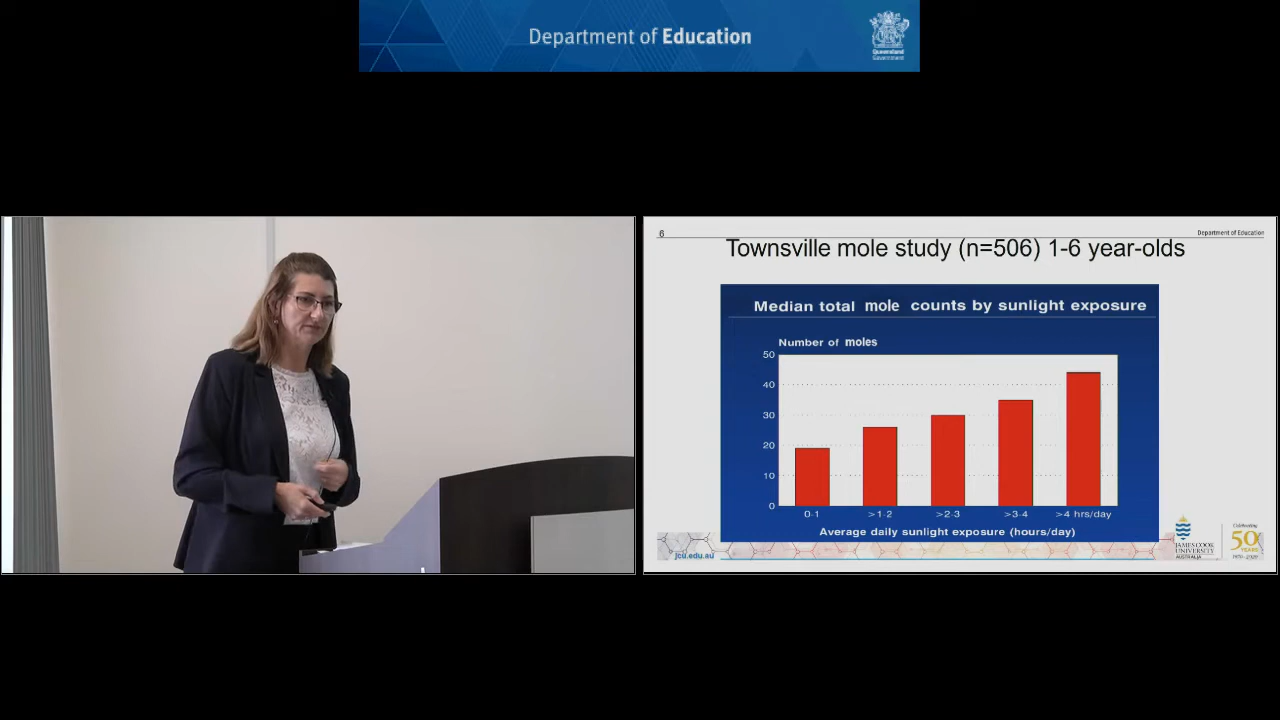 Department of Education
Queensland
Government
6
Department of Education
Townsville mole study (n=506) 1-6 year-olds
Median total mole counts by sunlight exposure
Number of moles
50
40
30
20
10
0
0-1
>1-2
>2-3
>3-4
>4 hrs/day
Average daily sunlight exposure (hours/day)
jcu.edu.au
JAMES COOK
UNIVERSITY
AUSTRALIA
Celebrating
50
YEARS